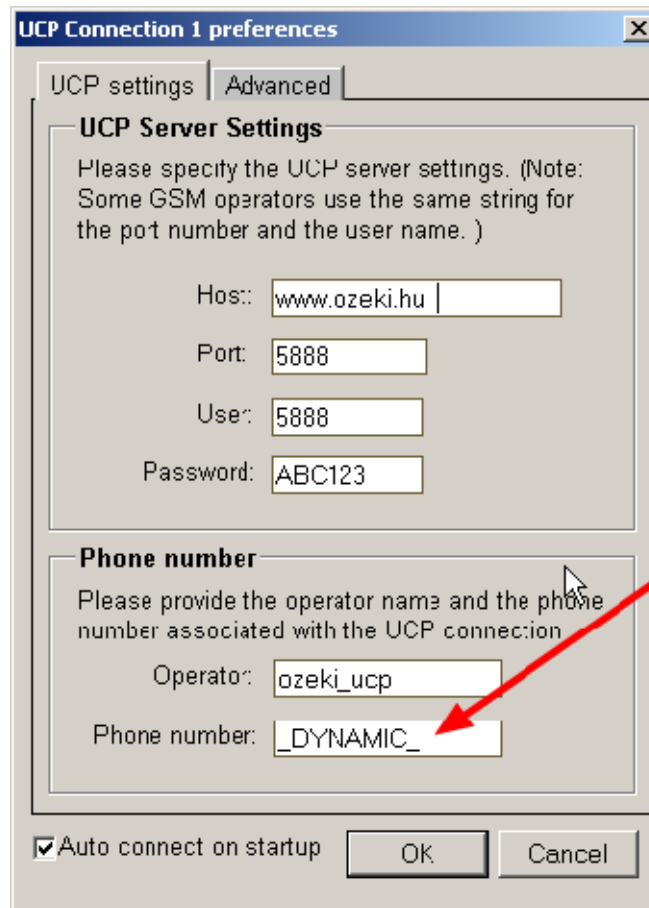 UCP Connection 1 preferences
UCP settings
Advanced
UCP Server Settings
Please specify the UCP server settings. (Note:
Some GSM operators use the same string for
the port number and the user name. )
Host:
www.ozeki.hu
Port:
5888
User:
5888
Password:
ABC123
Phone number
Please provide the operator name and the phone
number associated with the UCP connection
Operator:
ozeki_ucp
Phone number:
_DYNAMIC_
Auto connect on startup
OK
Cancel